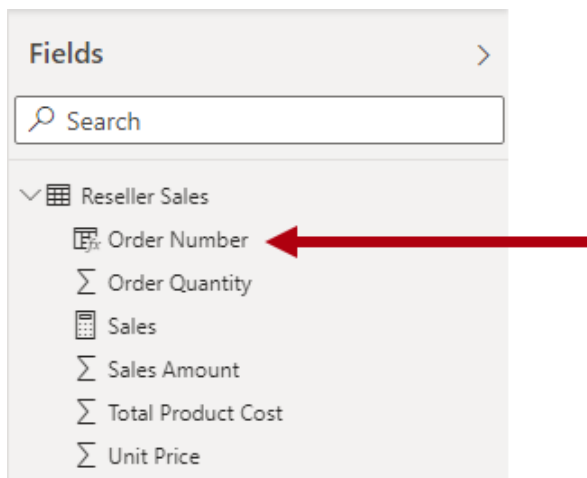 Fields
Search
Reseller Sales
Order Number
Order Quantity
Sales
Sales Amount
Total Product Cost
Unit Price